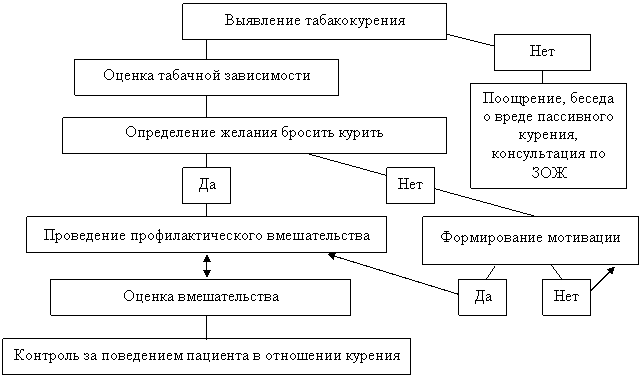 Выявление табакокурения
Нет
Оценка табачной зависимости
Поощрение, беседа
о вреде пассивного
курения,
консультация по
ЗОЖ
Определение желания бросить курить
Да
Нет
Проведение профилактического вмешательства
Формирование мотивации
Оценка вмешательства
Да
Нет
Контроль за поведением пациента в отношении курения